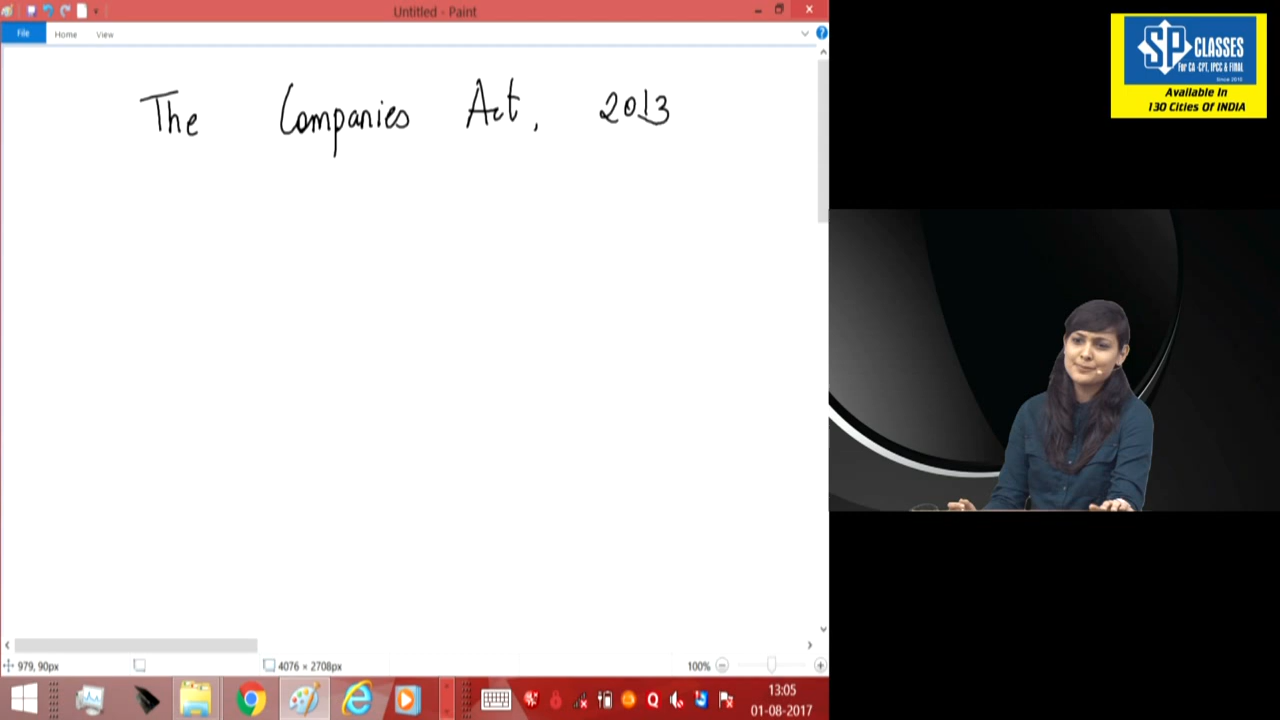 Untitled - Paint
File
Home
View
The Companies Act, 2013
979, 90px
4076 × 2708px
100%
13:05
01-08-2017
SP CLASSES
For CA -CPT, IPCC & FINAL
Since 2010
Available In
130 Cities Of INDIA